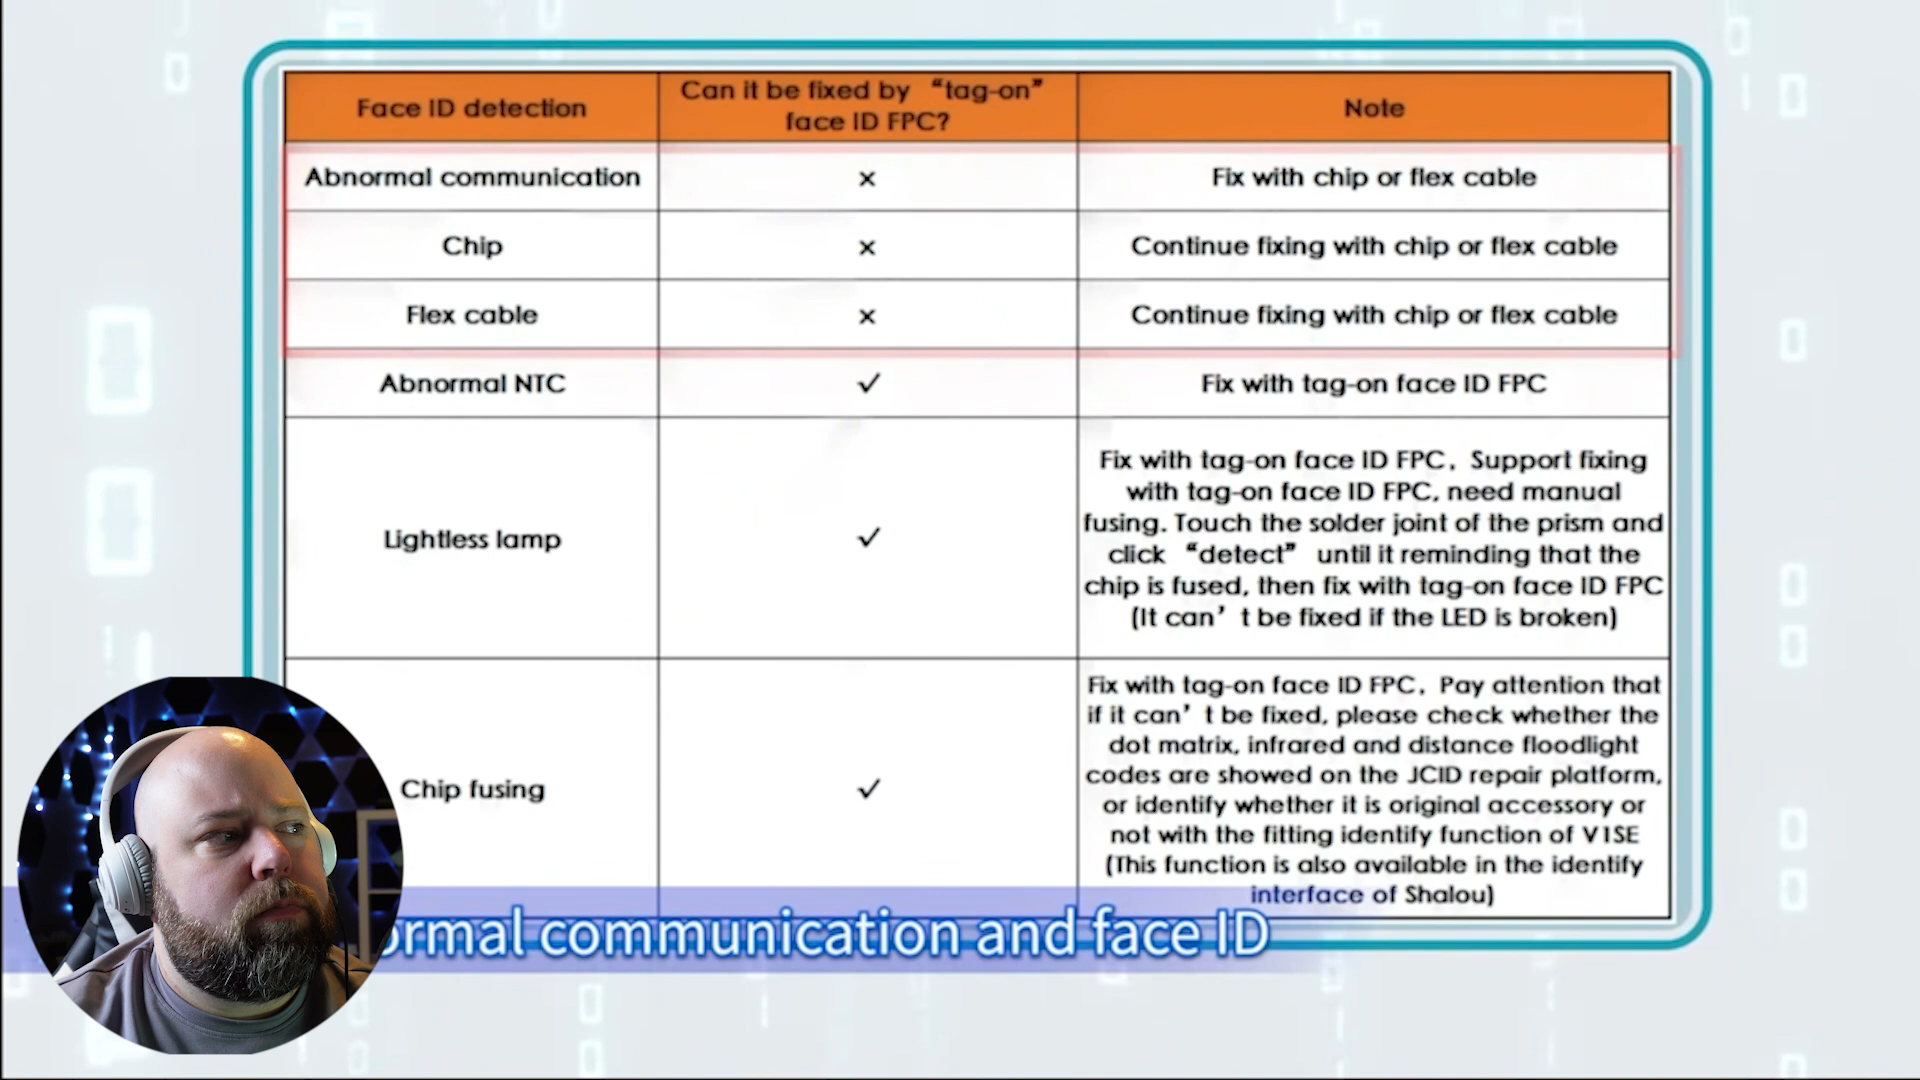 Face ID detection
Can it be fixed by “tag-on”
face ID FPC?
Note
Abnormal communication
×
Fix with chip or flex cable
Chip
×
Continue fixing with chip or flex cable
Flex cable
×
Continue fixing with chip or flex cable
Abnormal NTC
✓
Fix with tag-on face ID FPC
Lightless lamp
✓
Fix with tag-on face ID FPC, Support fixing
with tag-on face ID FPC, need manual
fusing. Touch the solder joint of the prism and
click “detect” until it reminding that the
chip is fused, then fix with tag-on face ID FPC
(It can’t be fixed if the LED is broken)
Chip fusing
✓
Fix with tag-on face ID FPC, Pay attention that
if it can’t be fixed, please check whether the
dot matrix, infrared and distance floodlight
codes are showed on the JCID repair platform,
or identify whether it is original accessory or
not with the fitting identify function of V1SE
(This function is also available in the identify
interface of Shalou)
ormal communication and face ID